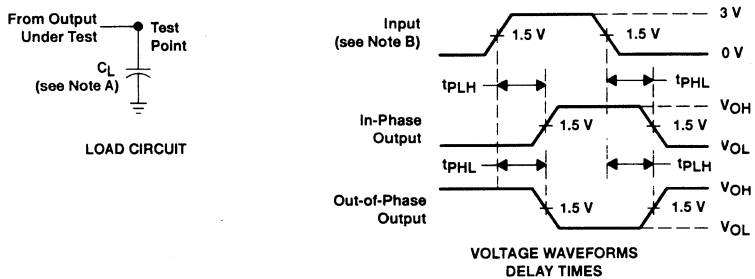 From Output
Under Test
Test
Point
CL
(see Note A)
LOAD CIRCUIT
Input
(see Note B)
1.5 V
1.5 V
3 V
0 V
tPLH
tPHL
In-Phase
Output
1.5 V
1.5 V
VOH
VOL
tPHL
tPLH
Out-of-Phase
Output
1.5 V
1.5 V
VOH
VOL
VOLTAGE WAVEFORMS
DELAY TIMES